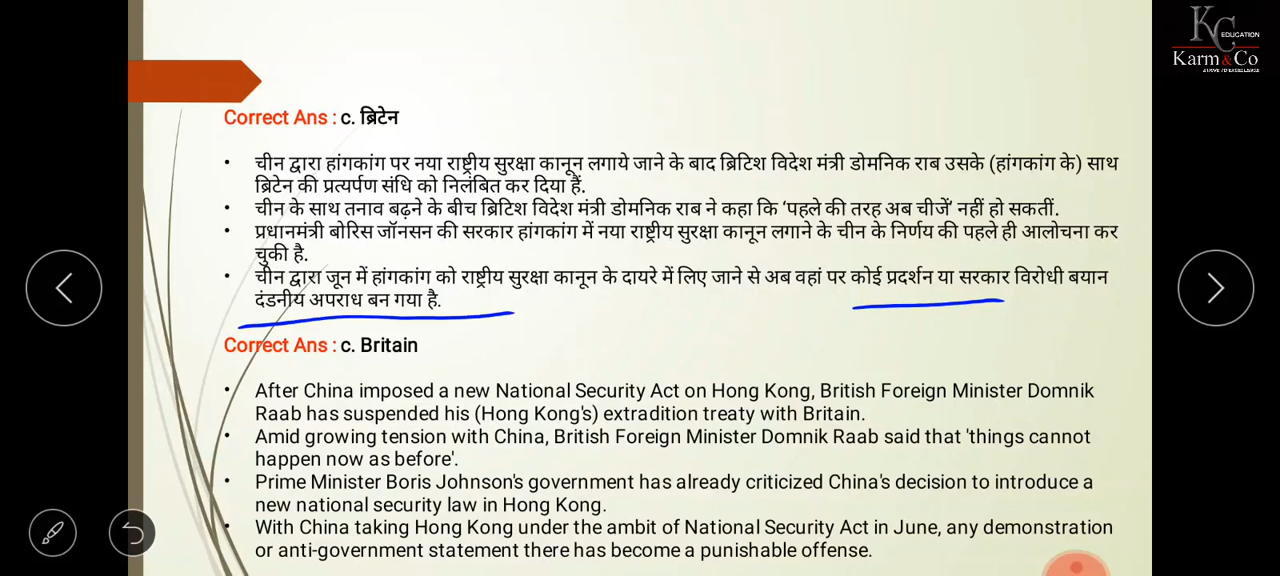 KC EDUCATION
Karm&Co
Correct Ans : c. ब्रिटेन
• चीन द्वारा हांगकांग पर नया राष्ट्रीय सुरक्षा कानून लगाये जाने के बाद ब्रिटिश विदेश मंत्री डोमनिक राब उसके (हांगकांग के) साथ
ब्रिटेन की प्रत्यर्पण संधि को निलंबित कर दिया हैं.
• चीन के साथ तनाव बढ़ने के बीच ब्रिटिश विदेश मंत्री डोमनिक राब ने कहा कि ‘पहले की तरह अब चीजें’ नहीं हो सकतीं.
• प्रधानमंत्री बोरिस जॉनसन की सरकार हांगकांग में नया राष्ट्रीय सुरक्षा कानून लगाने के चीन के निर्णय की पहले ही आलोचना कर
चुकी है.
• चीन द्वारा जून में हांगकांग को राष्ट्रीय सुरक्षा कानून के दायरे में लिए जाने से अब वहां पर कोई प्रदर्शन या सरकार विरोधी बयान
दंडनीय अपराध बन गया है.
Correct Ans : c. Britain
• After China imposed a new National Security Act on Hong Kong, British Foreign Minister Domnik
Raab has suspended his (Hong Kong's) extradition treaty with Britain.
• Amid growing tension with China, British Foreign Minister Domnik Raab said that 'things cannot
happen now as before'.
• Prime Minister Boris Johnson's government has already criticized China's decision to introduce a
new national security law in Hong Kong.
• With China taking Hong Kong under the ambit of National Security Act in June, any demonstration
or anti-government statement there has become a punishable offense.